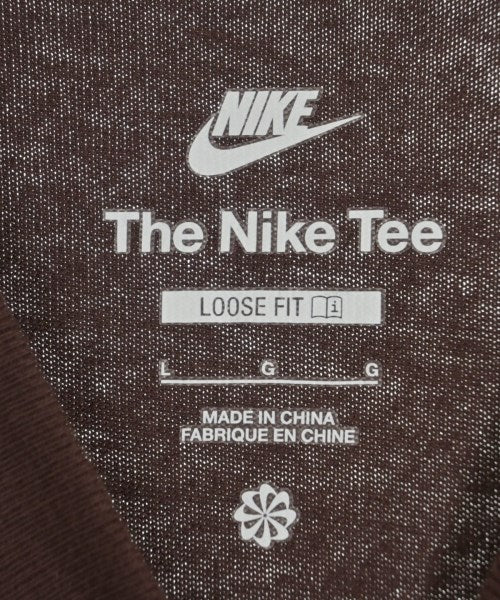 NIKE
The Nike Tee
LOOSE FIT i
L G G
MADE IN CHINA
FABRIQUE EN CHINE